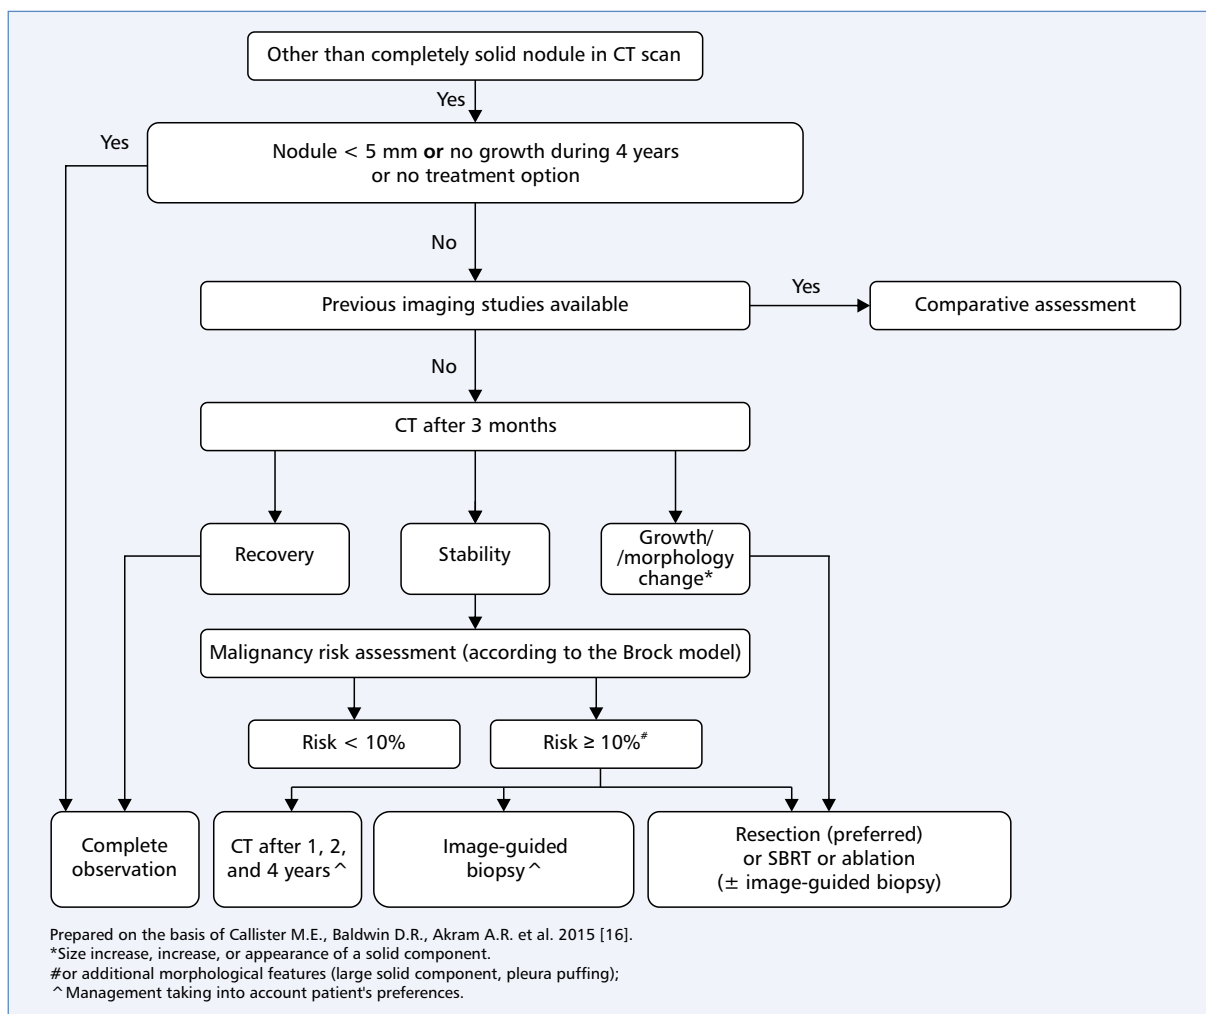 Other than completely solid nodule in CT scan
Yes
Yes
Nodule < 5 mm or no growth during 4 years
or no treatment option
No
Previous imaging studies available
Yes
Comparative assessment
No
CT after 3 months
Recovery
Stability
Growth/
/morphology
change*
Malignancy risk assessment (according to the Brock model)
Risk < 10%
Risk ≥ 10%#
Complete
observation
CT after 1, 2,
and 4 years^
Image-guided
biopsy^
Resection (preferred)
or SBRT or ablation
(± image-guided biopsy)
Prepared on the basis of Callister M.E., Baldwin D.R., Akram A.R. et al. 2015 [16].
*Size increase, increase, or appearance of a solid component.
#or additional morphological features (large solid component, pleura puffing);
^Management taking into account patient's preferences.